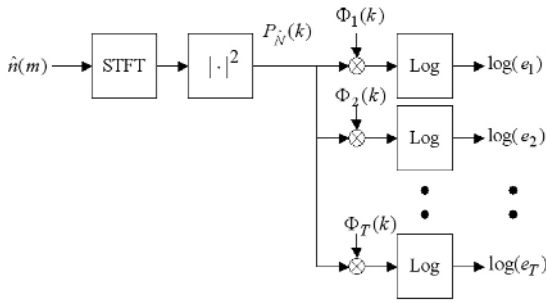 P_N̂(k)
Φ₁(k)
n̂(m) STFT |·|² Log log(e₁)
Φ₂(k)
Log log(e₂)
Φ_T(k)
Log log(e_T)